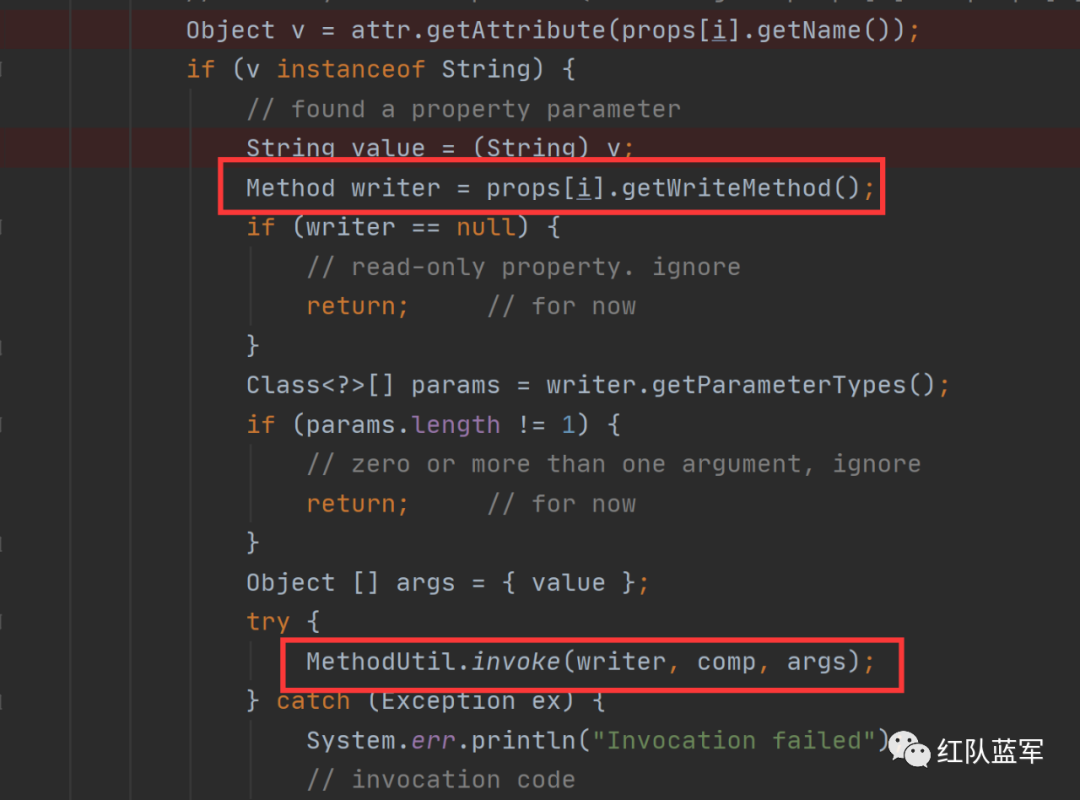 Object v = attr.getAttribute(props[i].getName());
if (v instanceof String) {
// found a property parameter
String value = (String) v;
Method writer = props[i].getWriteMethod();
if (writer == null) {
// read-only property. ignore
return;     // for now
}
Class<?>[] params = writer.getParameterTypes();
if (params.length != 1) {
// zero or more than one argument, ignore
return;     // for now
}
Object [] args = { value };
try {
MethodUtil.invoke(writer, comp, args);
} catch (Exception ex) {
System.err.println("Invocation failed")
// invocation code
红队蓝军